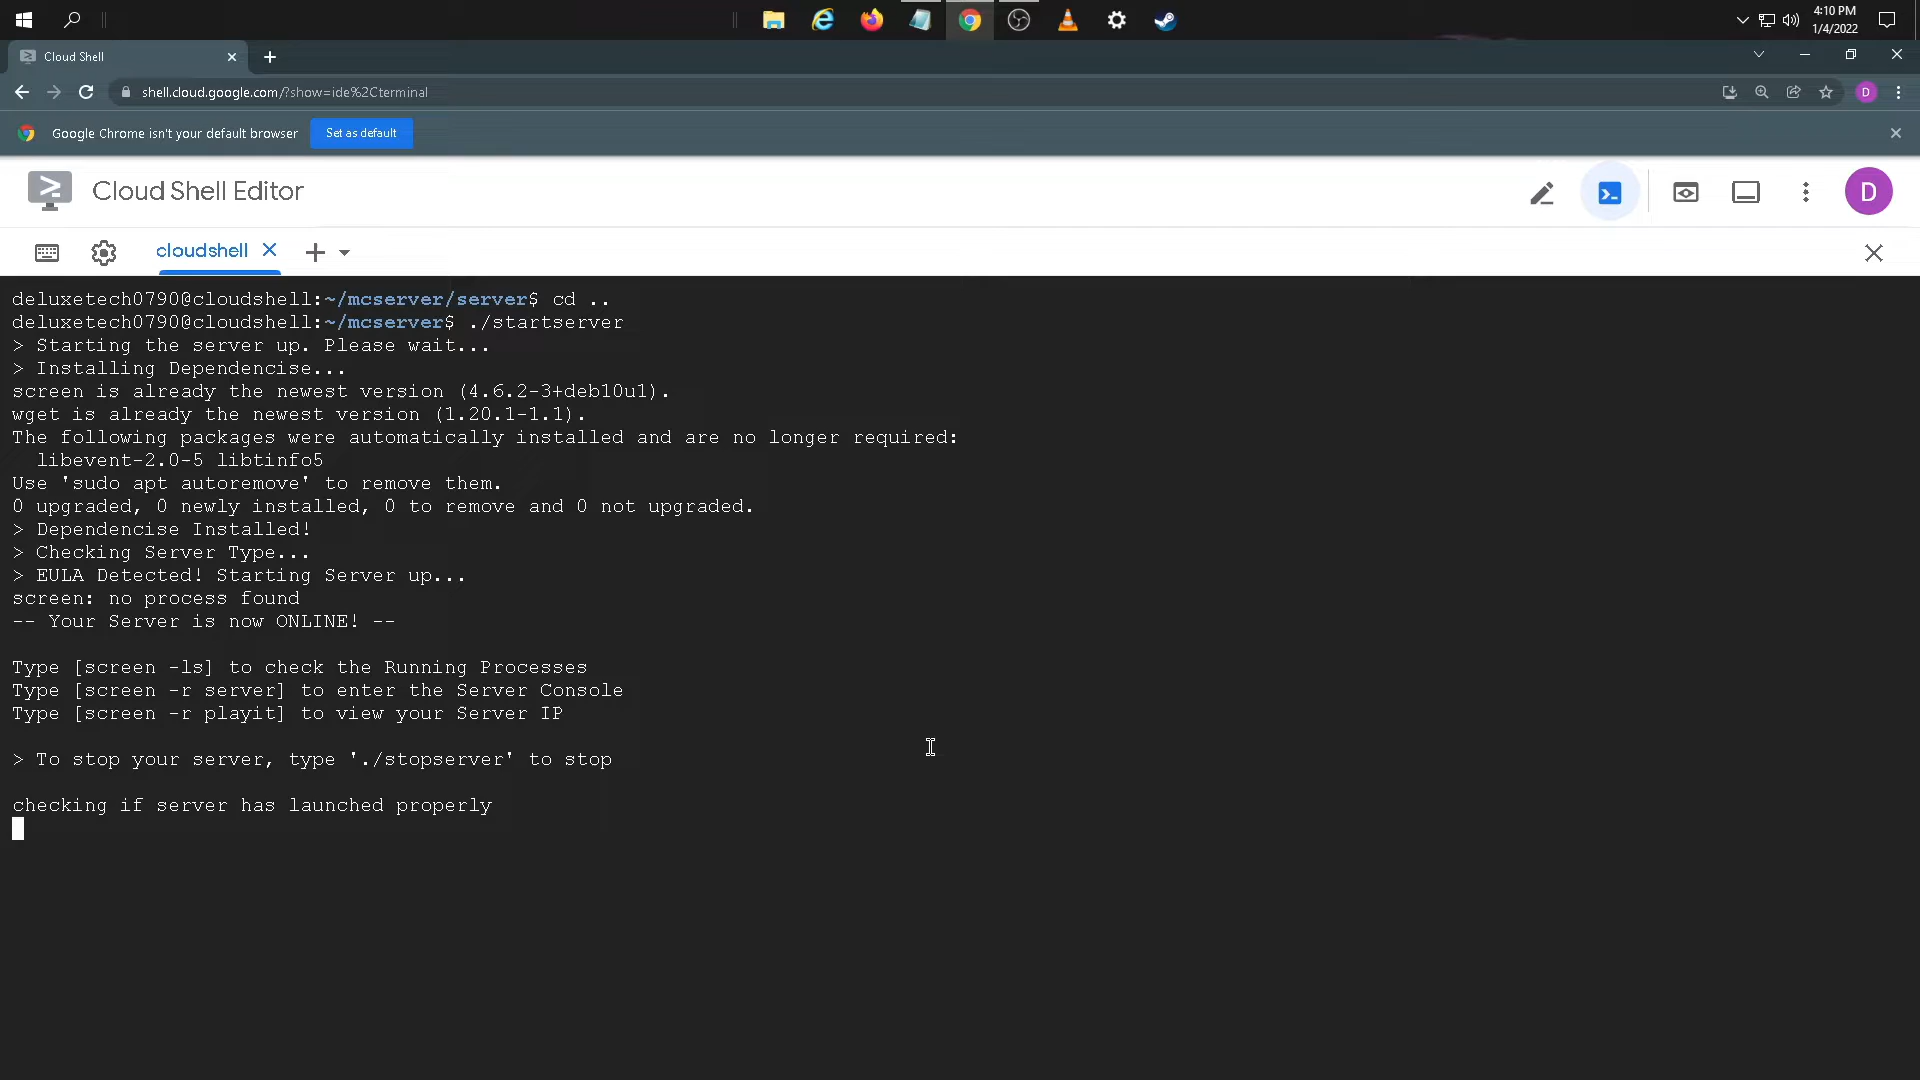 4:10 PM
1/4/2022
Cloud Shell
shell.cloud.google.com/?show=ide%2Cterminal
D
Google Chrome isn't your default browser
Set as default
Cloud Shell Editor
D
cloudshell
deluxetech0790@cloudshell:~/mcserver/server$ cd ..
deluxetech0790@cloudshell:~/mcserver$ ./startserver
> Starting the server up. Please wait...
> Installing Dependencise...
screen is already the newest version (4.6.2-3+deb10u1).
wget is already the newest version (1.20.1-1.1).
The following packages were automatically installed and are no longer required:
  libevent-2.0-5 libtinfo5
Use 'sudo apt autoremove' to remove them.
0 upgraded, 0 newly installed, 0 to remove and 0 not upgraded.
> Dependencise Installed!
> Checking Server Type...
> EULA Detected! Starting Server up...
screen: no process found
-- Your Server is now ONLINE! --
Type [screen -ls] to check the Running Processes
Type [screen -r server] to enter the Server Console
Type [screen -r playit] to view your Server IP
> To stop your server, type './stopserver' to stop
checking if server has launched properly